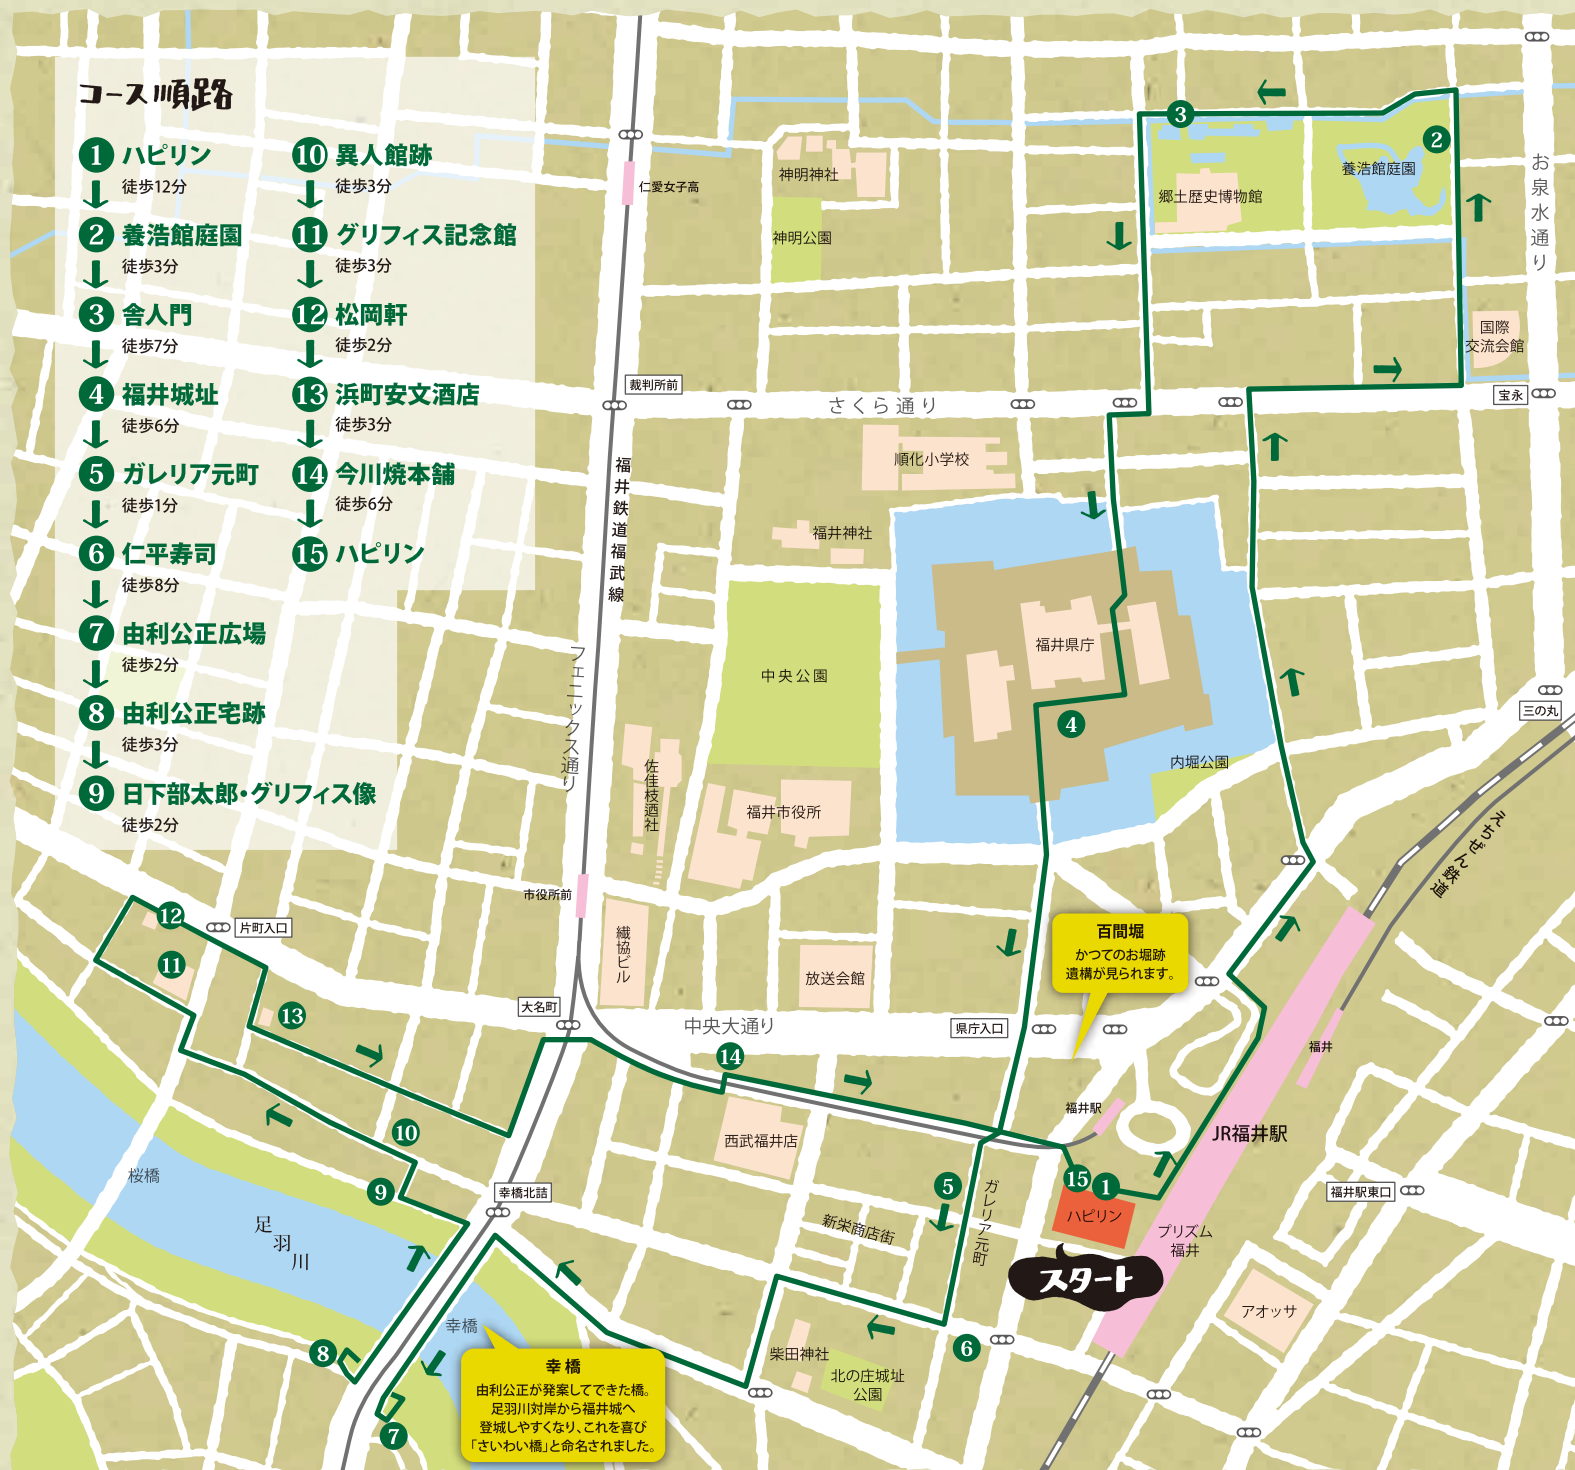 コース順路
1 ハピリン
徒歩12分
2 養浩館庭園
徒歩3分
3 舎人門
徒歩7分
4 福井城址
徒歩6分
5 ガレリア元町
徒歩1分
6 仁平寿司
徒歩8分
7 由利公正広場
徒歩2分
8 由利公正宅跡
徒歩3分
9 日下部太郎・グリフィス像
徒歩2分
10 異人館跡
徒歩3分
11 グリフィス記念館
徒歩3分
12 松岡軒
徒歩2分
13 浜町安文酒店
徒歩3分
14 今川焼本舗
徒歩6分
15 ハピリン
仁愛女子高
神明神社
神明公園
3
2
郷土歴史博物館
養浩館庭園
お泉水通り
国際
交流会館
宝永
裁判所前
さくら通り
順化小学校
福井鉄道福武線
福井神社
福井県庁
中央公園
4
内堀公園
三の丸
フェニックス通り
佐佳枝廼社
福井市役所
えちぜん鉄道
市役所前
繊協ビル
放送会館
百間堀
かつてのお堀跡
遺構が見られます。
12
片町入口
11
13
大名町
中央大通り
県庁入口
14
福井
福井駅
JR福井駅
西武福井店
10
桜橋
9
幸橋北詰
5
ガレリア元町
15
1
ハピリン
福井駅東口
足羽川
新栄商店街
プリズム
福井
スタート
アオッサ
幸橋
8
柴田神社
6
北の庄城址
公園
7
幸橋
由利公正が発案してできた橋。
足羽川対岸から福井城へ
登城しやすくなり、これを喜び
「さいわい橋」と命名されました。